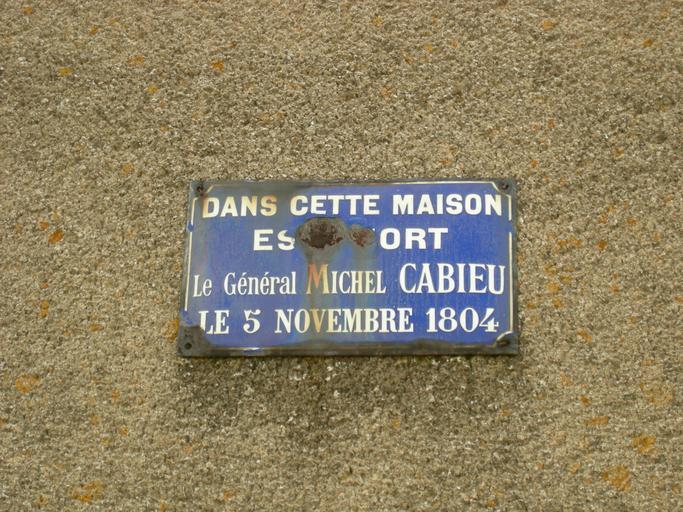 DANS CETTE MAISON
LE Général MICHEL CABIEU
LE 5 NOVEMBRE 1804